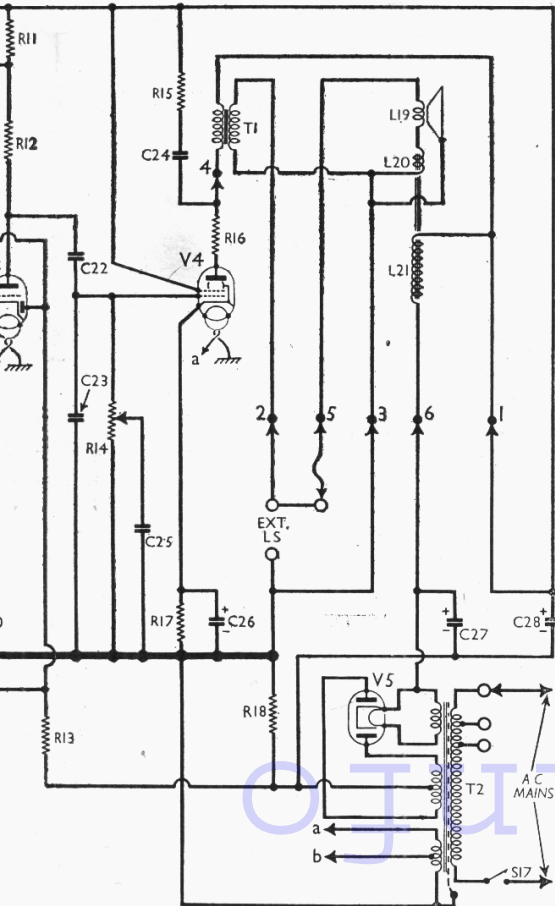 R11
R15
R12
C24
4
T1
L19
L20
R16
C22
V4
L21
a
C23
R14
2
5
3
6
1
EXT.
LS
C25
R17
+
-
C26
+
-
C27
C28
+
-
R13
R18
V5
T2
A C
MAINS
a
b
S17